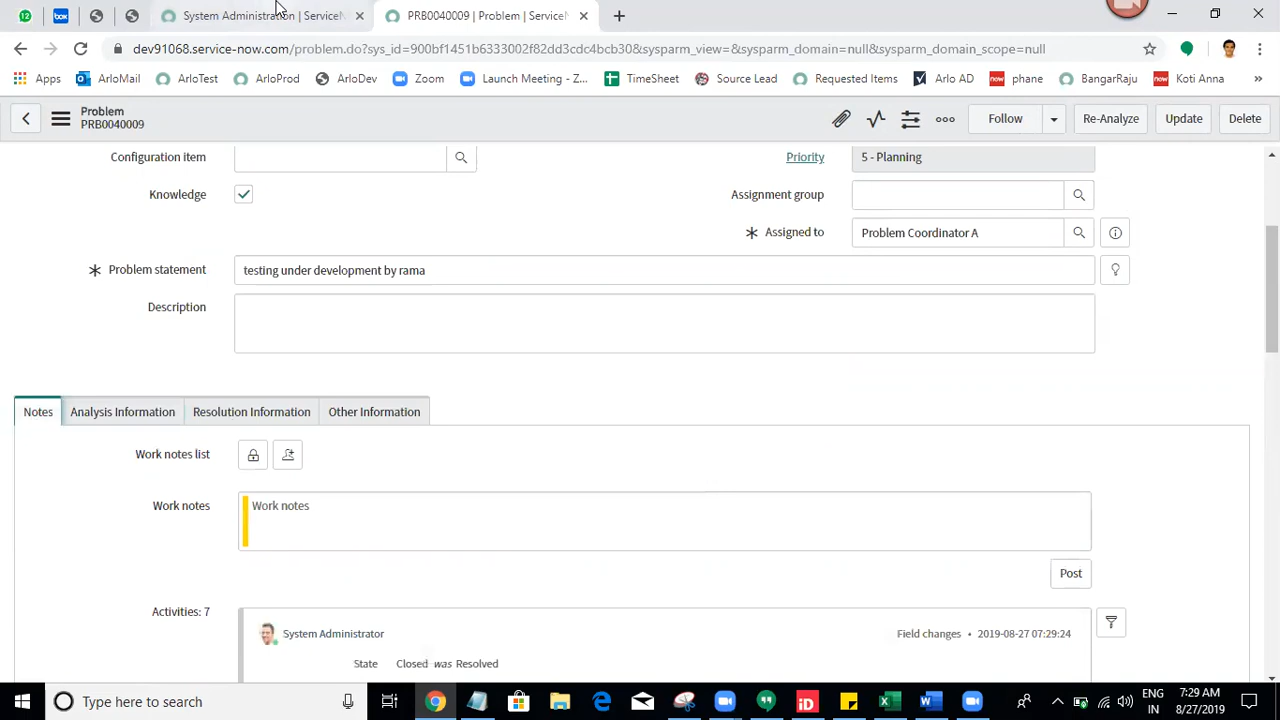 System Administration | ServiceN
PRB0040009 | Problem | ServiceN
dev91068.service-now.com/problem.do?sys_id=900bf1451b6333002f82dd3cdc4bcb30&sysparm_view=&sysparm_domain=null&sysparm_domain_scope=null
Apps ArloMail ArloTest ArloProd ArloDev Zoom Launch Meeting - Z... TimeSheet Source Lead Requested Item Arlo AD phane BangarRaju Koti Anna »
Problem
PRB0040009
Follow Re-Analyze Update Delete
Configuration item
Priority 5 - Planning
Knowledge
Assignment group
Assigned to Problem Coordinator A
Problem statement testing under development by rama
Description
Notes Analysis Information Resolution Information Other Information
Work notes list
Work notes Work notes
Post
Activities: 7
System Administrator Field changes • 2019-08-27 07:29:24
State Closed was Resolved
Type here to search
ENG
IN
7:29 AM
8/27/2019